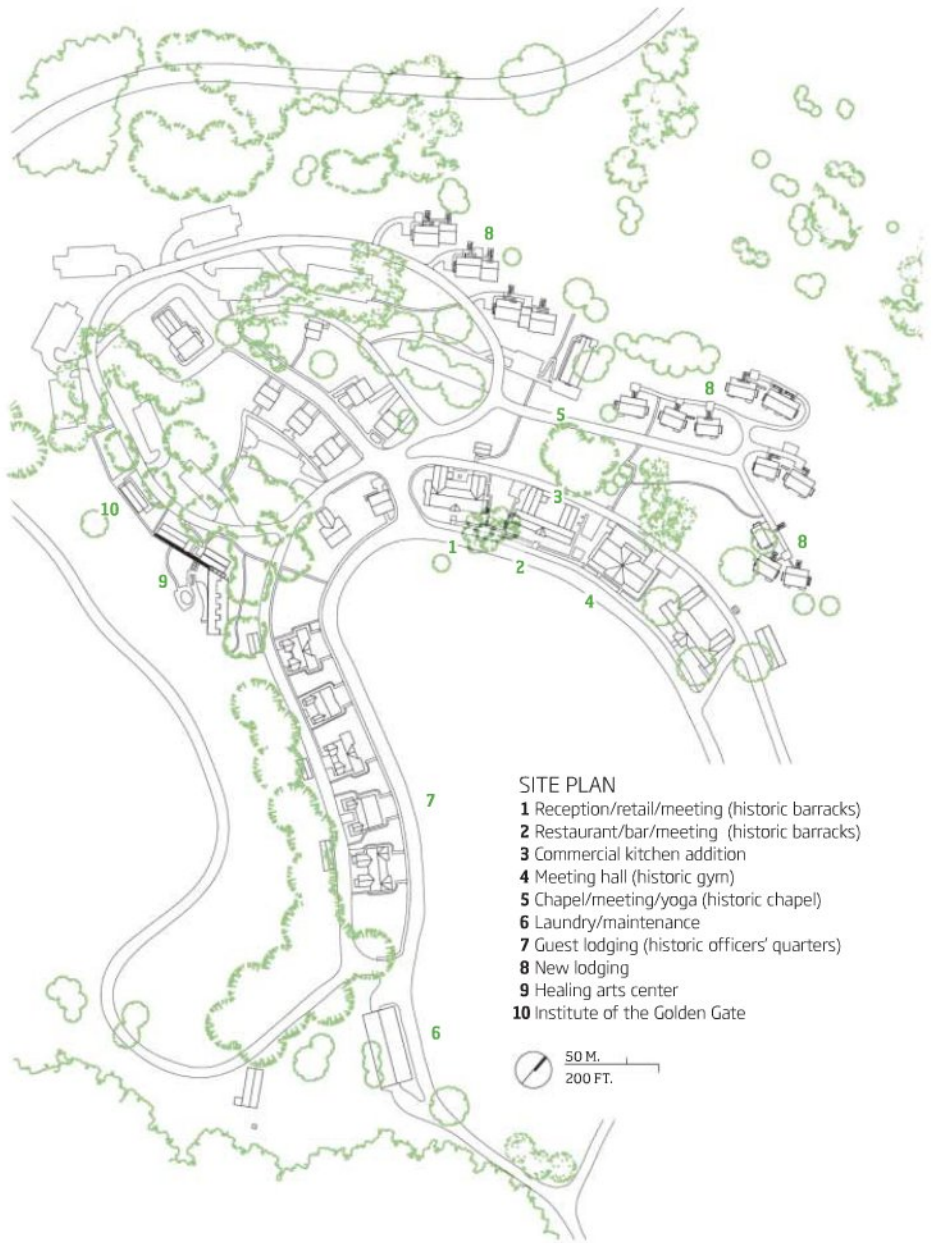 8
8
5
10
3
1
2
8
9
4
7
SITE PLAN
1 Reception/retail/meeting (historic barracks)
2 Restaurant/bar/meeting (historic barracks)
3 Commercial kitchen addition
4 Meeting hall (historic gym)
5 Chapel/meeting/yoga (historic chapel)
6 Laundry/maintenance
7 Guest lodging (historic officers' quarters)
8 New lodging
9 Healing arts center
10 Institute of the Golden Gate
6
50 M.
200 FT.